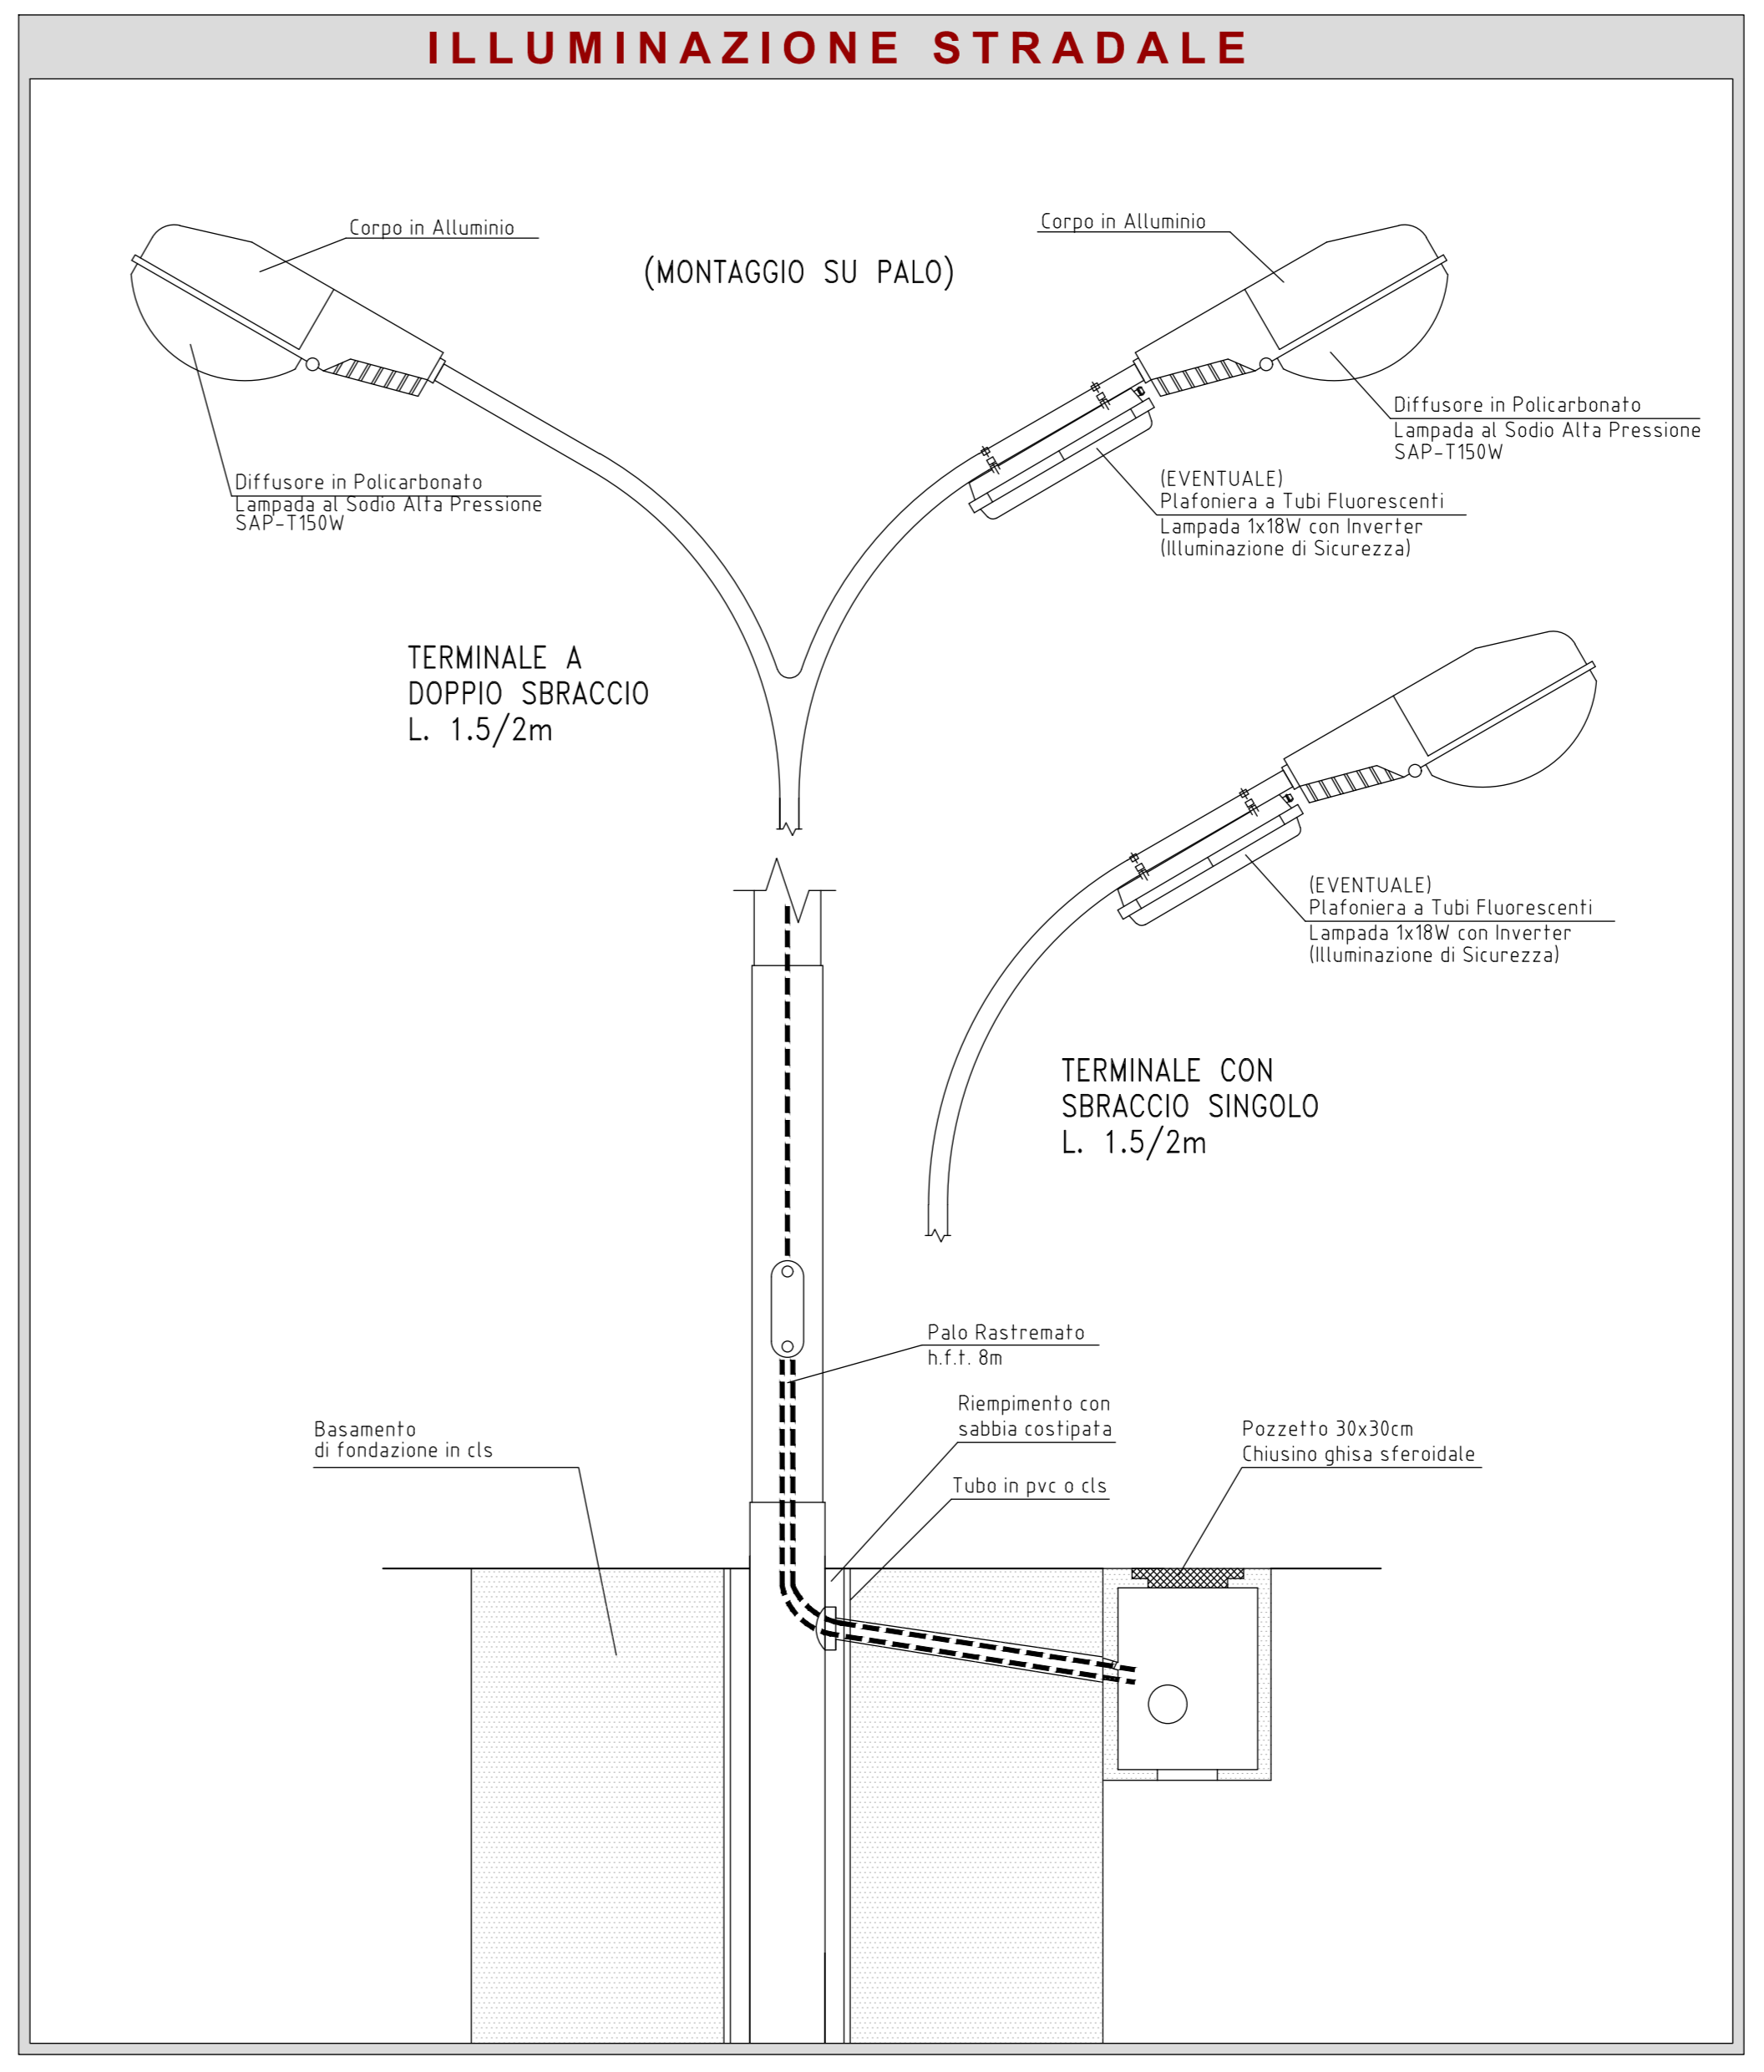 ILLUMINAZIONE STRADALE
Corpo in Alluminio
Corpo in Alluminio
(MONTAGGIO SU PALO)
Diffusore in Policarbonato
Lampada al Sodio Alta Pressione
SAP-T150W
(EVENTUALE)
Plafoniera a Tubi Fluorescenti
Lampada 1x18W con Inverter
(Illuminazione di Sicurezza)
Diffusore in Policarbonato
Lampada al Sodio Alta Pressione
SAP-T150W
TERMINALE A
DOPPIO SBRACCIO
L. 1.5/2m
(EVENTUALE)
Plafoniera a Tubi Fluorescenti
Lampada 1x18W con Inverter
(Illuminazione di Sicurezza)
TERMINALE CON
SBRACCIO SINGOLO
L. 1.5/2m
Palo Rastremato
h.f.t. 8m
Riempimento con
sabbia costipata
Basamento
di fondazione in cls
Pozzetto 30x30cm
Chiusino ghisa sferoidale
Tubo in pvc o cls